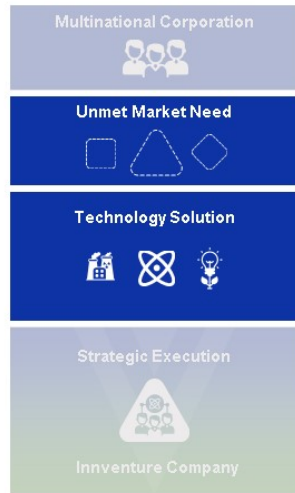 Multinational Corporation
Unmet Market Need
Technology Solution
Strategic Execution
Innventure Company